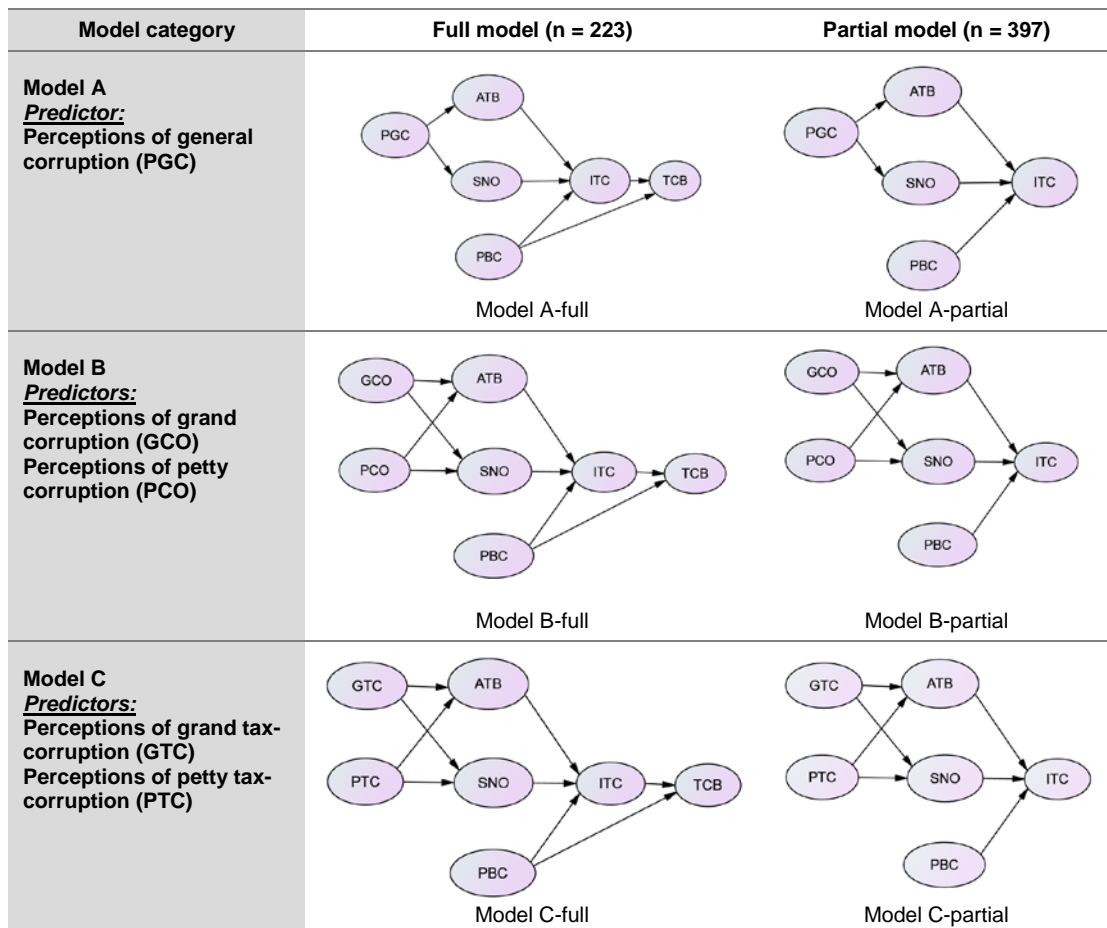 Model category Full model (n = 223) Partial model (n = 397)
Model A
Predictor:
Perceptions of general
corruption (PGC)
ATB
PGC
SNO ITC TCB
PBC
Model A-full
ATB
PGC
SNO ITC
PBC
Model A-partial
Model B
Predictors:
Perceptions of grand
corruption (GCO)
Perceptions of petty
corruption (PCO)
GCO ATB
PCO SNO ITC TCB
PBC
Model B-full
GCO ATB
PCO SNO ITC
PBC
Model B-partial
Model C
Predictors:
Perceptions of grand tax-
corruption (GTC)
Perceptions of petty tax-
corruption (PTC)
GTC ATB
PTC SNO ITC TCB
PBC
Model C-full
GTC ATB
PTC SNO ITC
PBC
Model C-partial